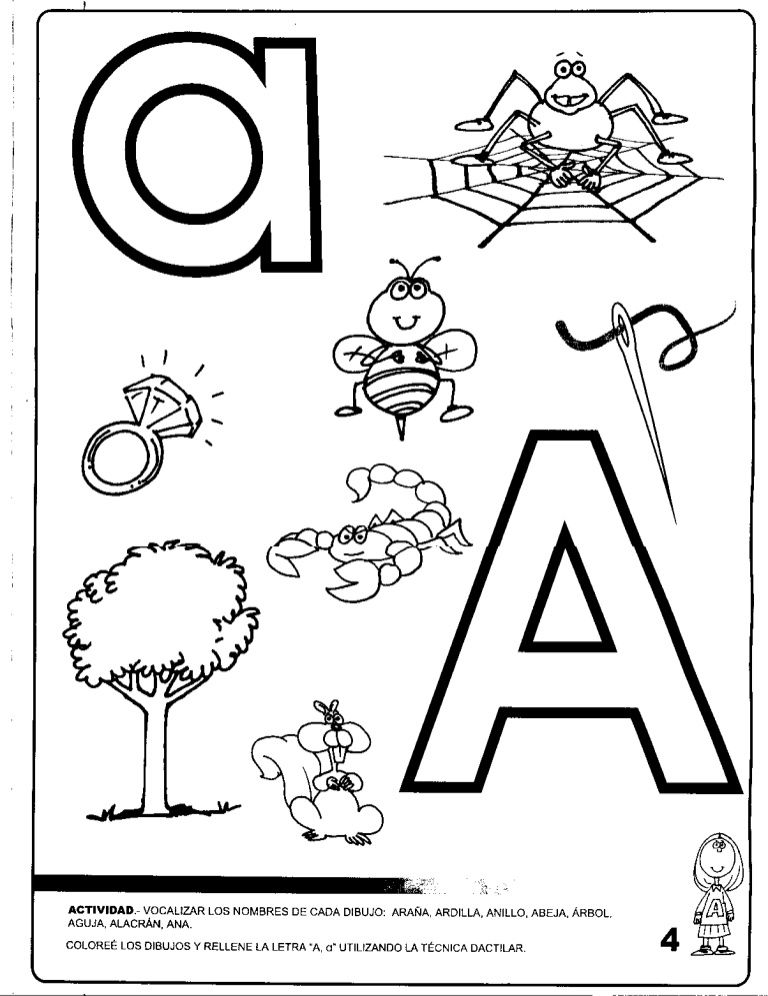 a
A
ACTIVIDAD.- VOCALIZAR LOS NOMBRES DE CADA DIBUJO: ARAÑA, ARDILLA, ANILLO, ABEJA, ÁRBOL,
AGUJA, ALACRÁN, ANA.
COLOREÉ LOS DIBUJOS Y RELLENE LA LETRA "A, a" UTILIZANDO LA TÉCNICA DACTILAR.
4
A